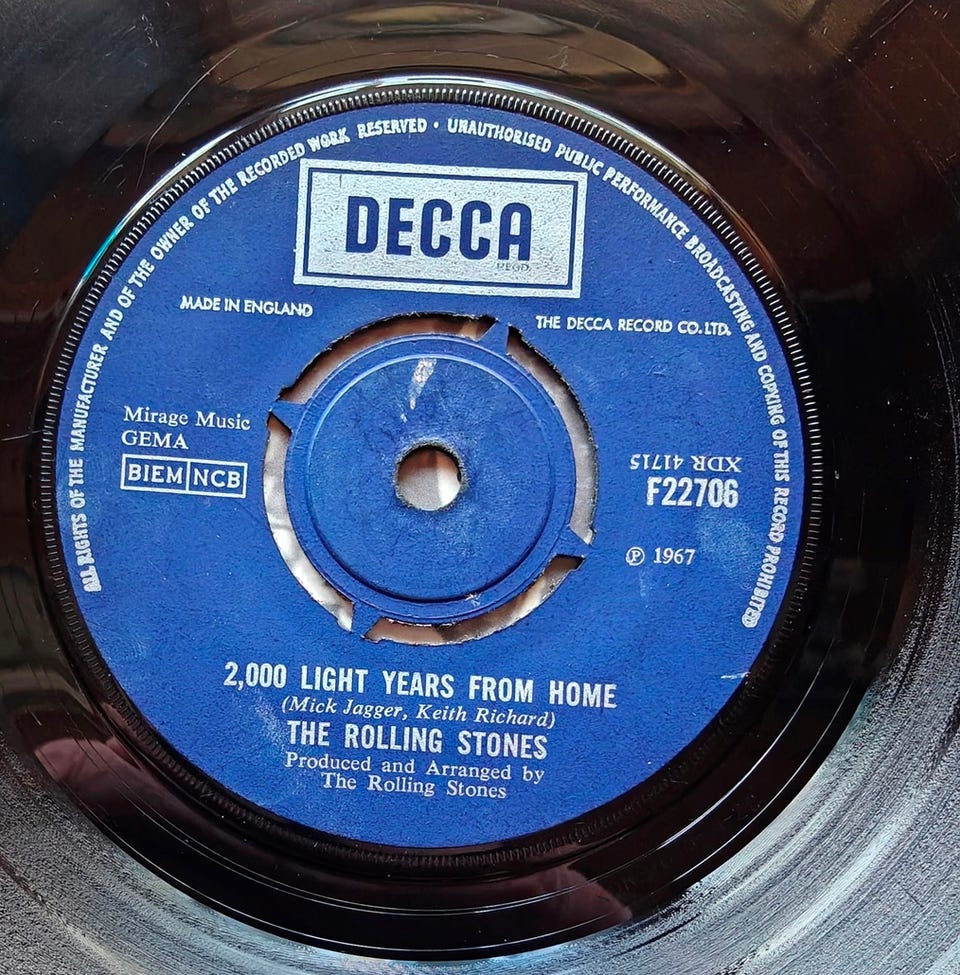 ALL RIGHTS OF THE MANUFACTURER AND OF THE OWNER OF THE RECORDED WORK RESERVED · UNAUTHORISED PUBLIC PERFORMANCE BROADCASTING AND COPYING OF THIS RECORD PROHIBITED
DECCA
REGD.
MADE IN ENGLAND
THE DECCA RECORD CO. LTD.
Mirage Music
GEMA
BIEM NCB
XDR 41715
F22706
Ⓟ 1967
2,000 LIGHT YEARS FROM HOME
(Mick Jagger, Keith Richard)
THE ROLLING STONES
Produced and Arranged by
The Rolling Stones